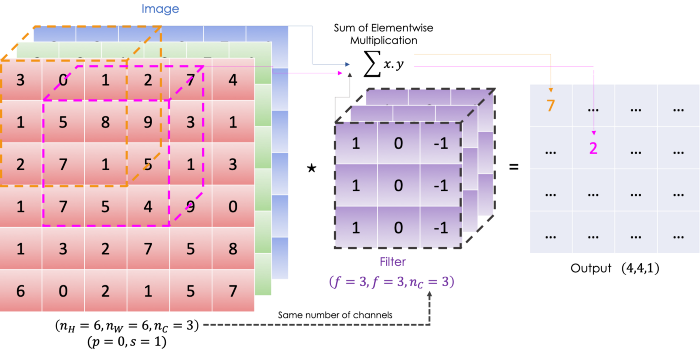 Image
Sum of Elementwise
Multiplication
∑ x.y
3 0 1 2 7 4
1 5 8 9 3 1
2 7 1 5 1 3
1 7 5 4 9 0
1 3 2 7 5 8
6 0 2 1 5 7
(n_H = 6, n_W = 6, n_C = 3)
(p = 0, s = 1)
★
1 0 -1
1 0 -1
1 0 -1
Filter
(f = 3, f = 3, n_C = 3)
Same number of channels
=
7 ... ... ...
... 2 ... ...
... ... ... ...
... ... ... ...
Output (4,4,1)